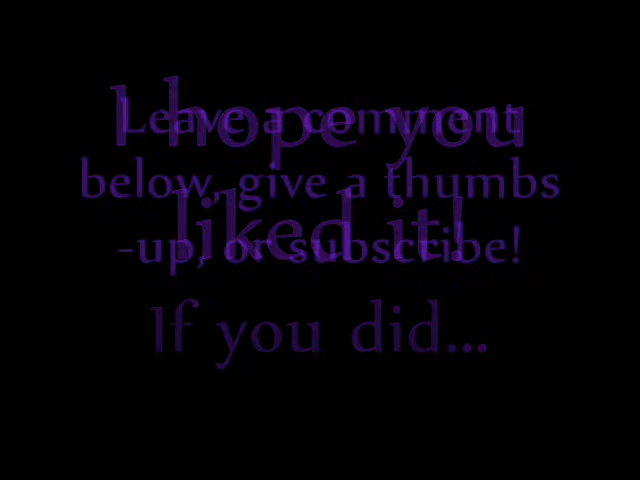 I hope you
liked it!
If you did...
Leave a comment
below, give a thumbs
-up, or subscribe!